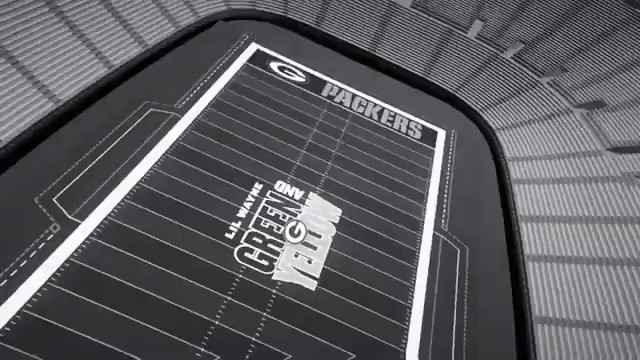 G
PACKERS
LIL WAYNE
GREEN
AND
G
YELLOW